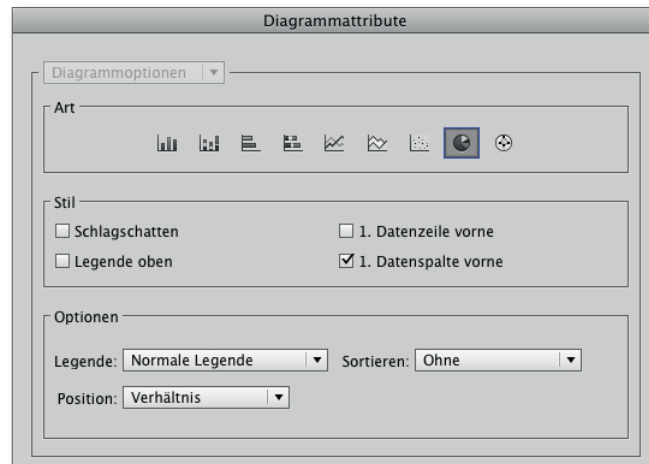 Diagrammattribute
Diagrammoptionen
Art
Stil
Schlagschatten
1. Datenzeile vorne
Legende oben
1. Datenspalte vorne
Optionen
Legende: Normale Legende Sortieren: Ohne
Position: Verhältnis